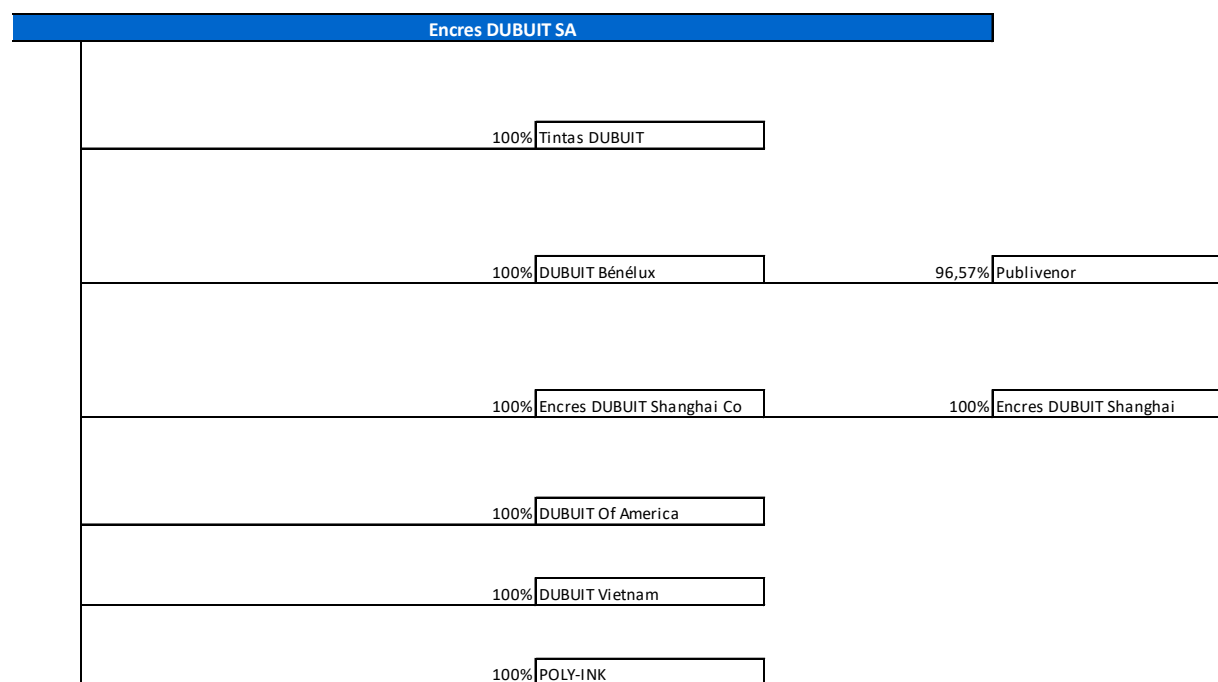 Encres DUBUIT SA
100% Tintas DUBUIT
100% DUBUIT Bénélux 96,57% Publivenor
100% Encres DUBUIT Shanghai Co 100% Encres DUBUIT Shanghai
100% DUBUIT Of America
100% DUBUIT Vietnam
100% POLY-INK